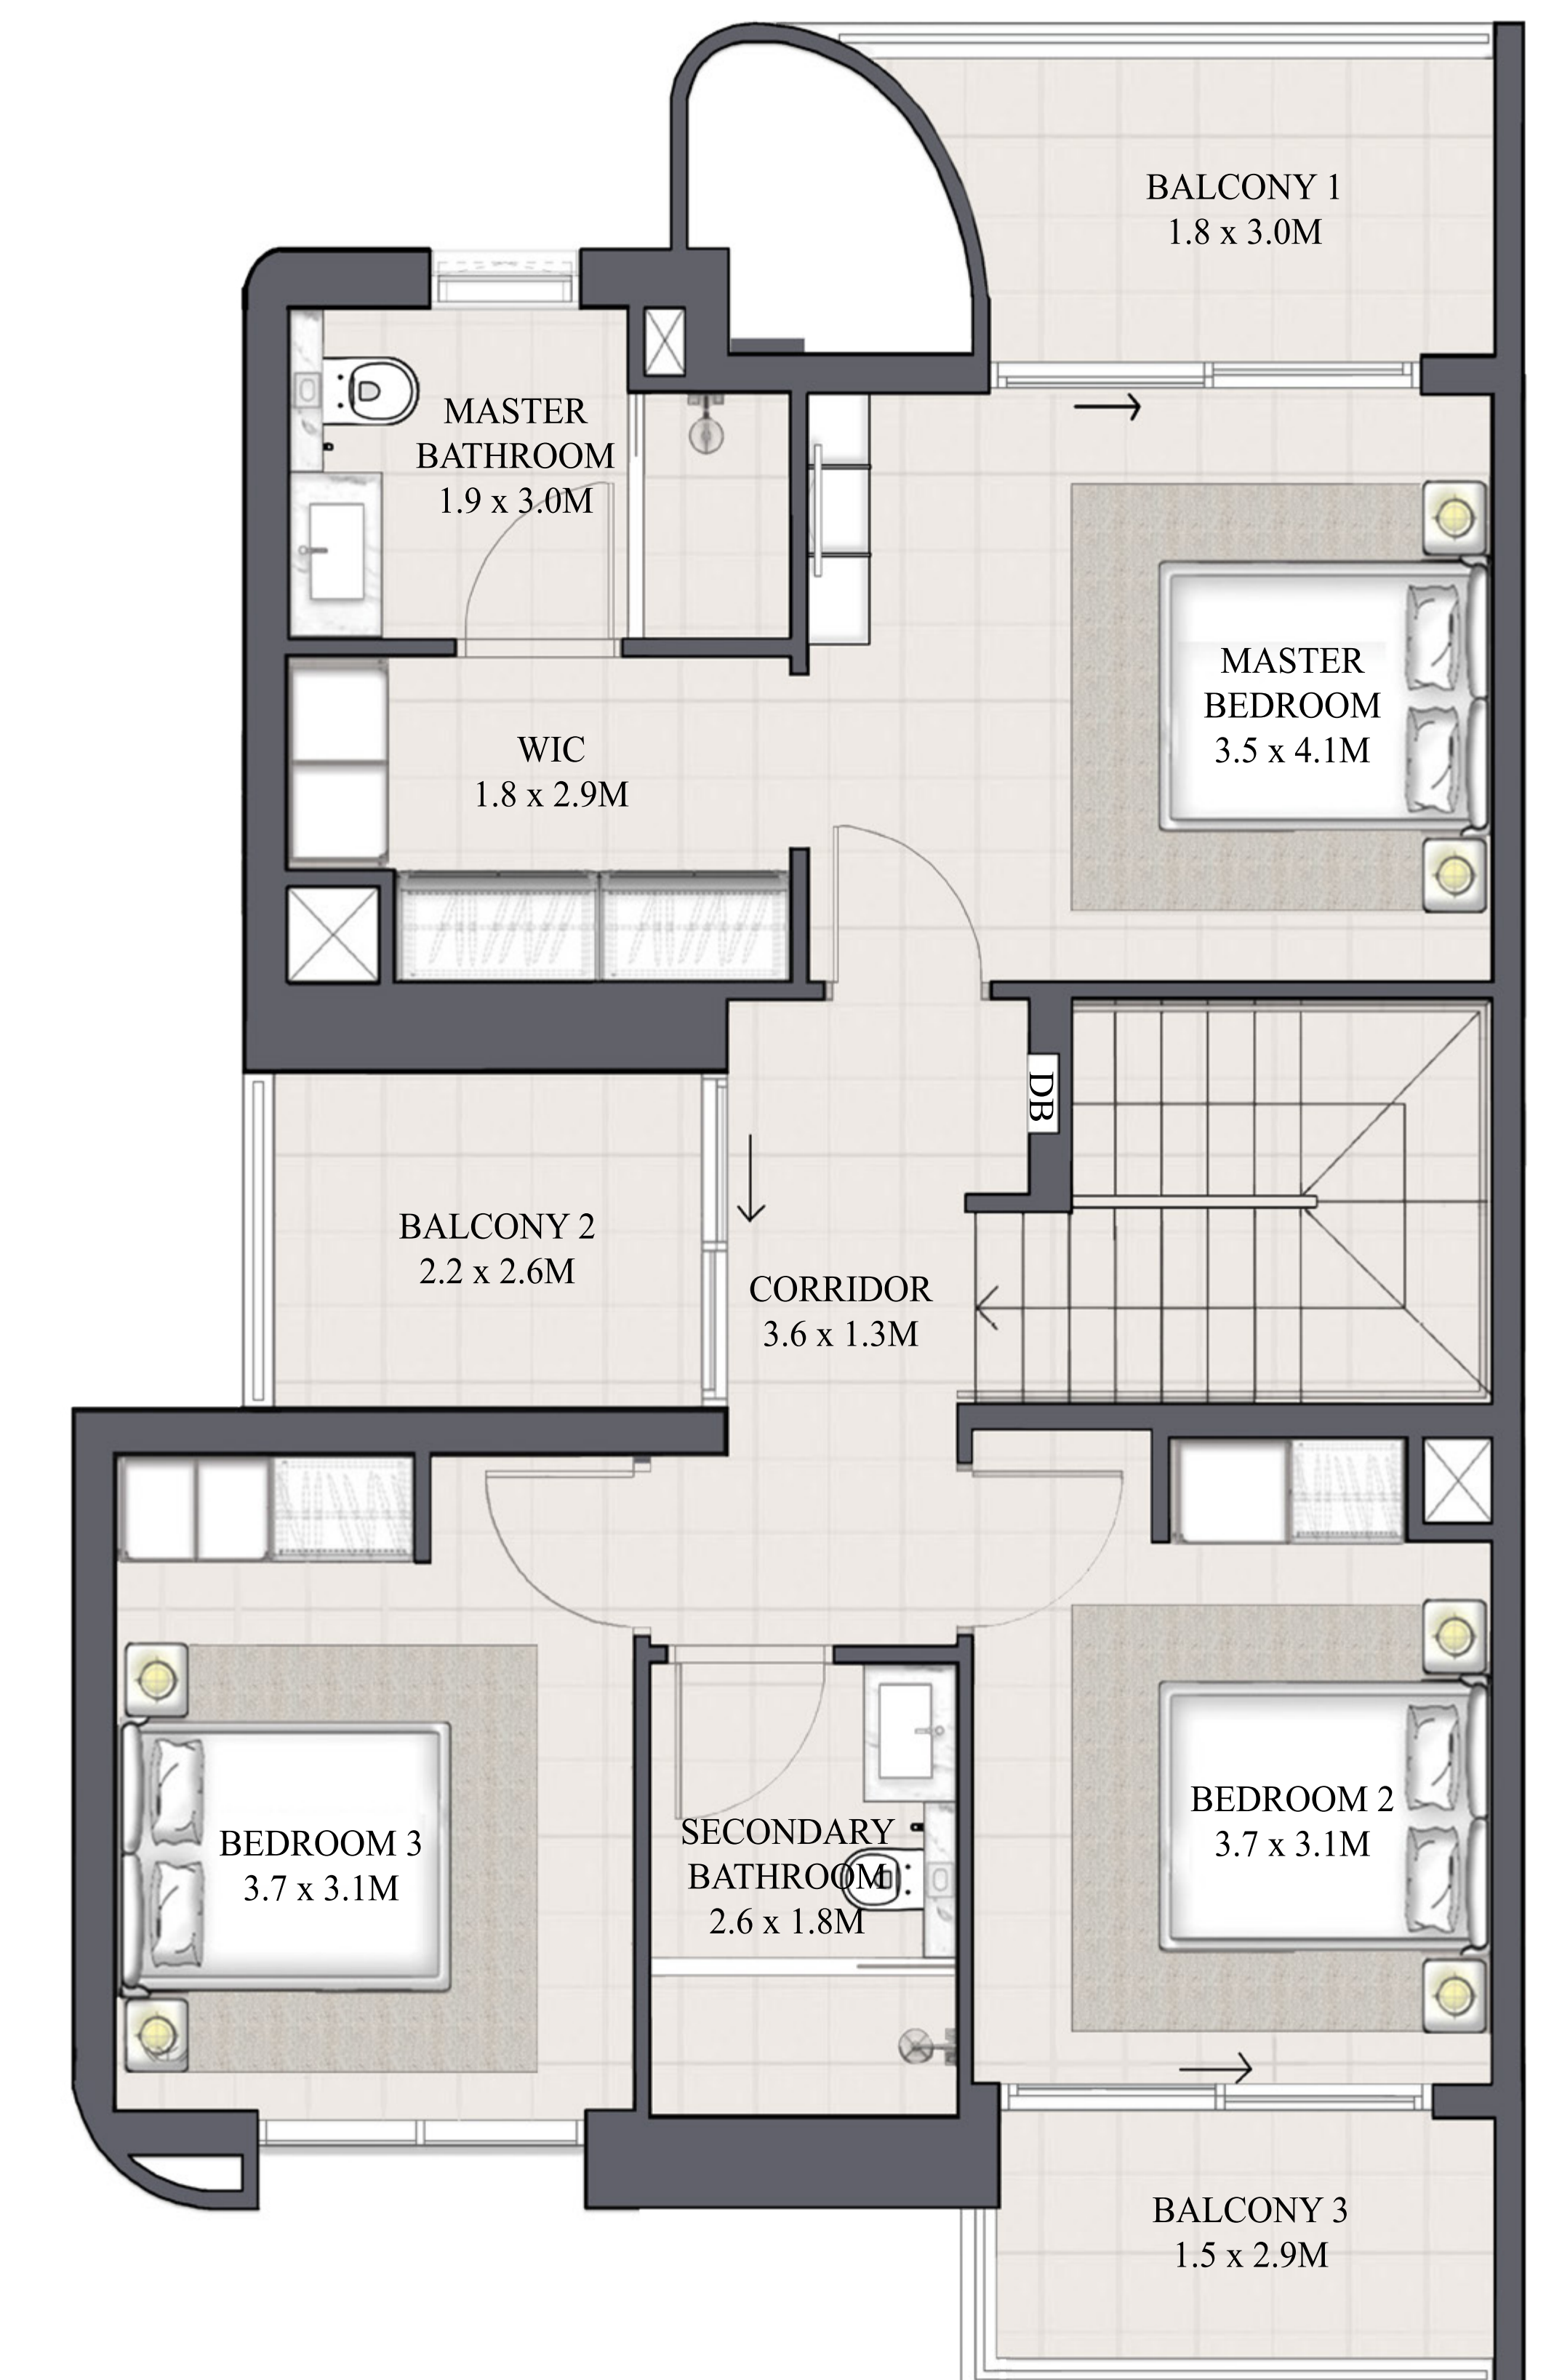 BALCONY 1
1.8 x 3.0M
MASTER
BATHROOM
1.9 x 3.0M
MASTER
BEDROOM
3.5 x 4.1M
WIC
1.8 x 2.9M
DB
BALCONY 2
2.2 x 2.6M
CORRIDOR
3.6 x 1.3M
BEDROOM 3
3.7 x 3.1M
SECONDARY
BATHROOM
2.6 x 1.8M
BEDROOM 2
3.7 x 3.1M
BALCONY 3
1.5 x 2.9M